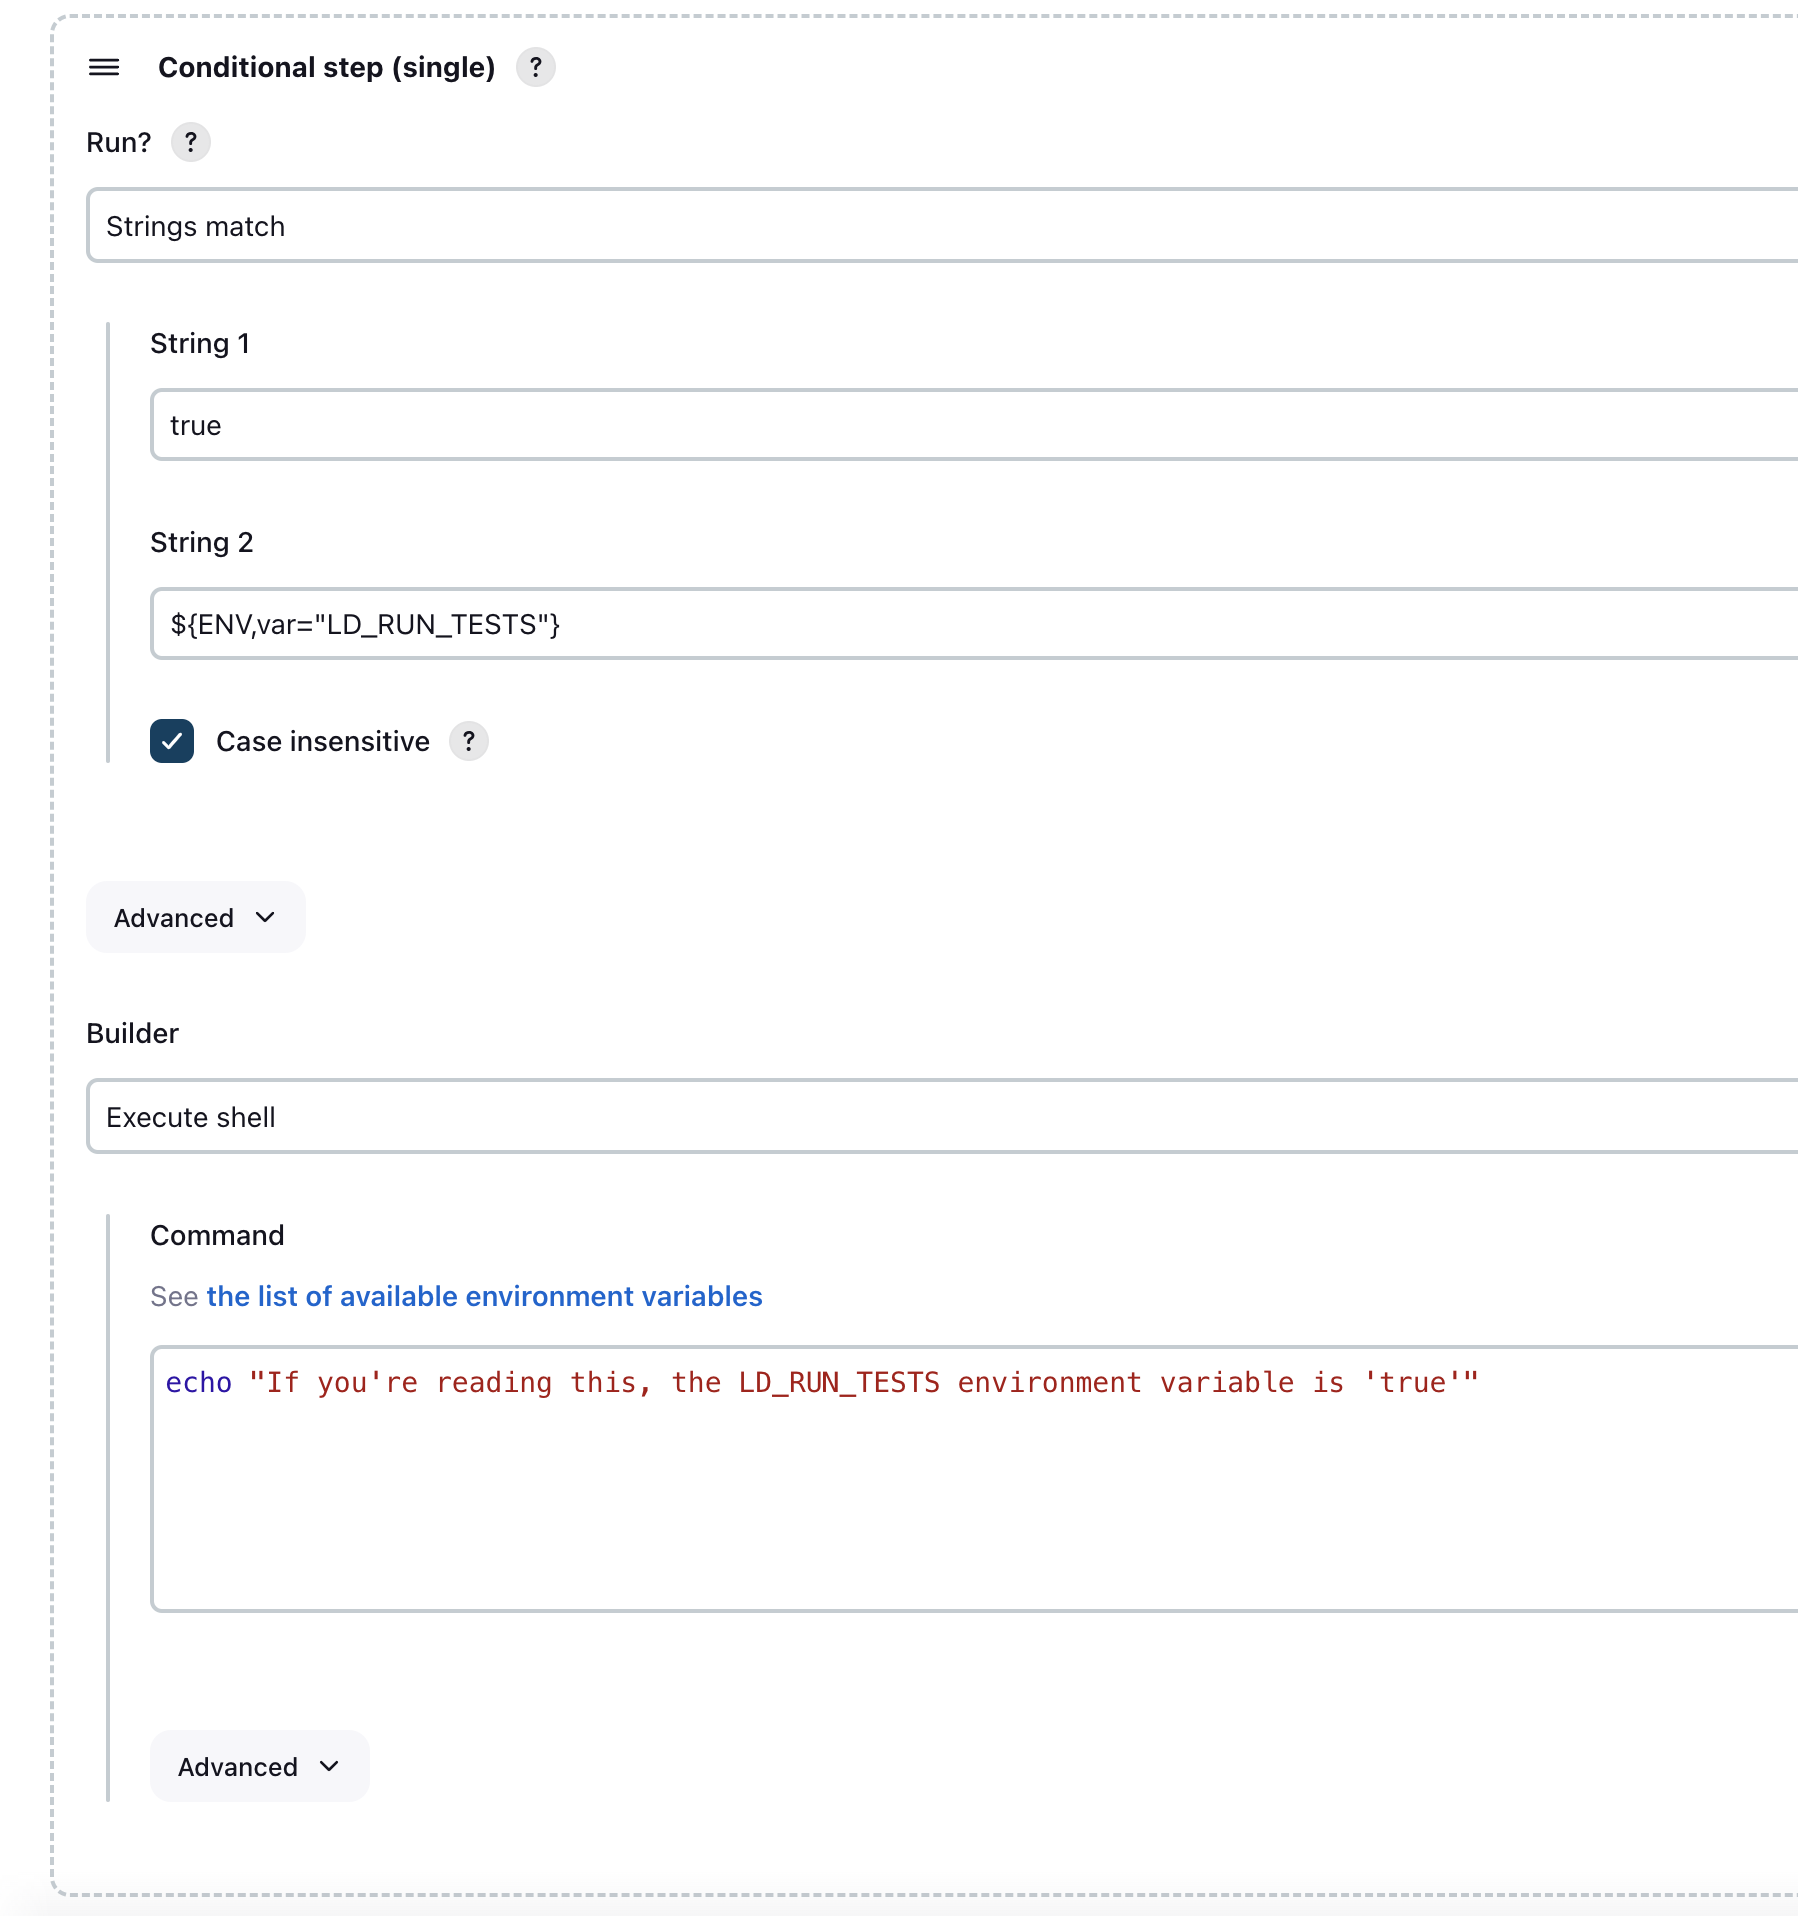 Conditional step (single) ?
Run? ?
Strings match
String 1
true
String 2
${ENV,var="LD_RUN_TESTS"}
Case insensitive ?
Advanced
Builder
Execute shell
Command
See the list of available environment variables
echo "If you're reading this, the LD_RUN_TESTS environment variable is 'true'"
Advanced